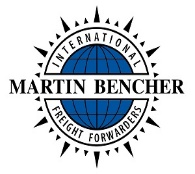 INTERNATIONAL
MARTIN BENCHER
FREIGHT FORWARDERS